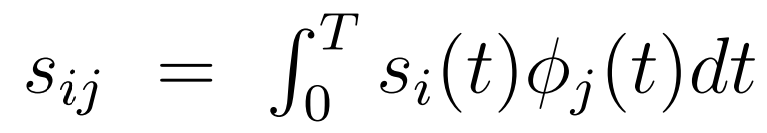 s_{ij} = \int_0^T s_i(t)\phi_j(t)dt